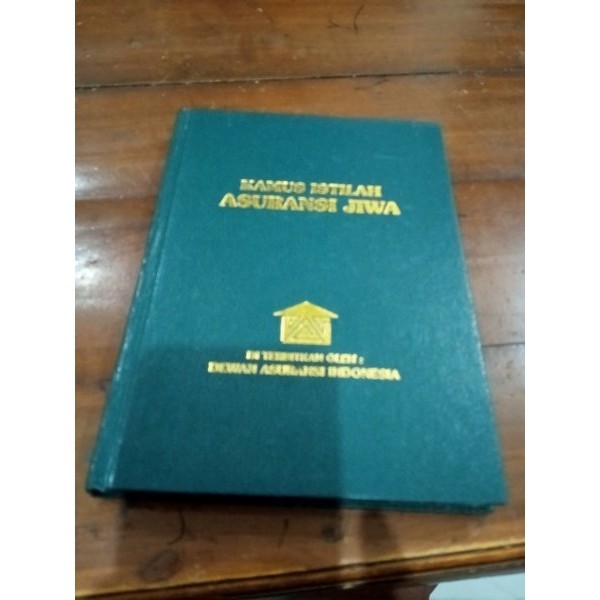 KAMUS ISTILAH
ASURANSI JIWA
DI TERBITKAN OLEH :
DEWAN ASURANSI INDONESIA